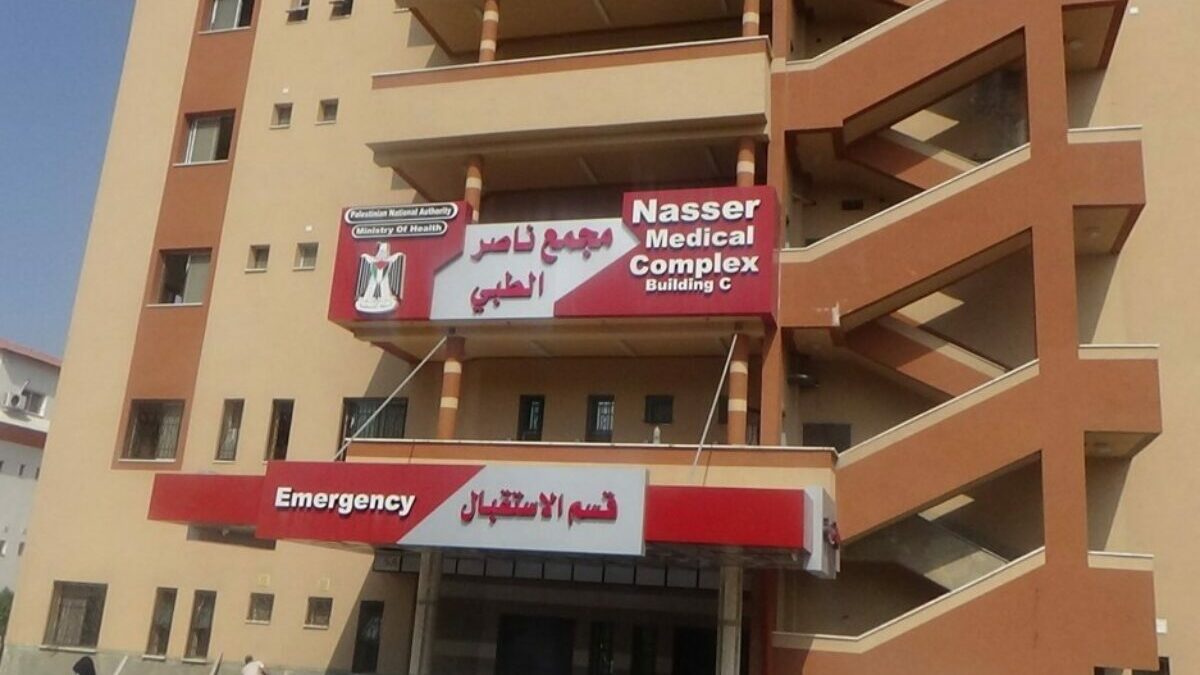 Palestinian National Authority
Ministry Of Health
مجمع ناصر
الطبي
Nasser
Medical
Complex
Building C
Emergency
قسم الاستقبال